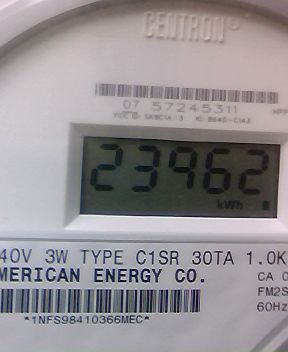 CENTRON®
07 57245311
23962
kWh
40V 3W TYPE C1SR 30TA 1.0K
MERICAN ENERGY CO.
CA 0
FM2S
60Hz
*1NFS98410366MEC*